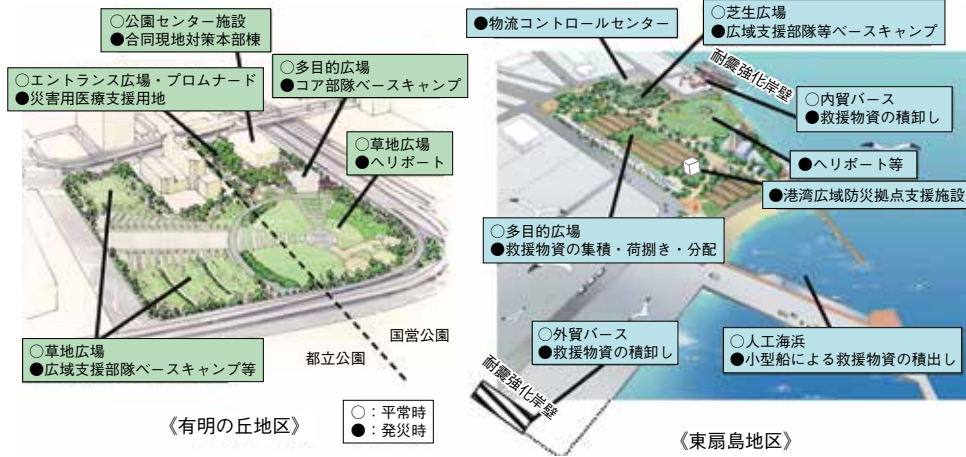 ○公園センター施設
●合同現地対策本部棟
○エントランス広場・プロムナード
●災害用医療支援用地
○多目的広場
●コア部隊ベースキャンプ
○草地広場
●ヘリポート
○草地広場
●広域支援部隊ベースキャンプ等
国営公園
都立公園
《有明の丘地区》
○：平常時
●：発災時
●物流コントロールセンター
○芝生広場
●広域支援部隊等ベースキャンプ
耐震強化岸壁
○内貿バース
●救援物資の積卸し
●ヘリポート等
●港湾広域防災拠点支援施設
○多目的広場
●救援物資の集積・荷捌き・分配
○外貿バース
●救援物資の積卸し
○人工海浜
●小型船による救援物資の積出し
耐震強化岸壁
《東扇島地区》